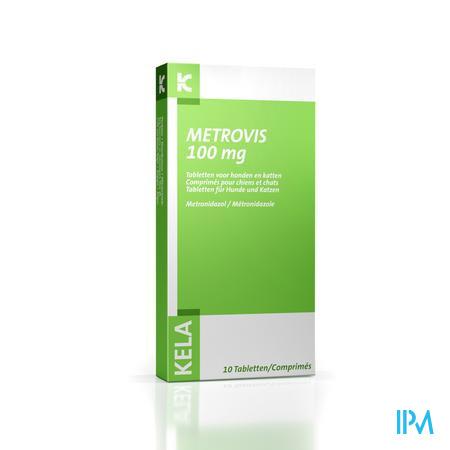 K
METROVIS
100 mg
Tabletten voor honden en katten
Comprimés pour chiens et chats
Tabletten für Hunde und Katzen
Metronidazol / Métronidazole
KELA
10 Tabletten/Comprimés
IPM